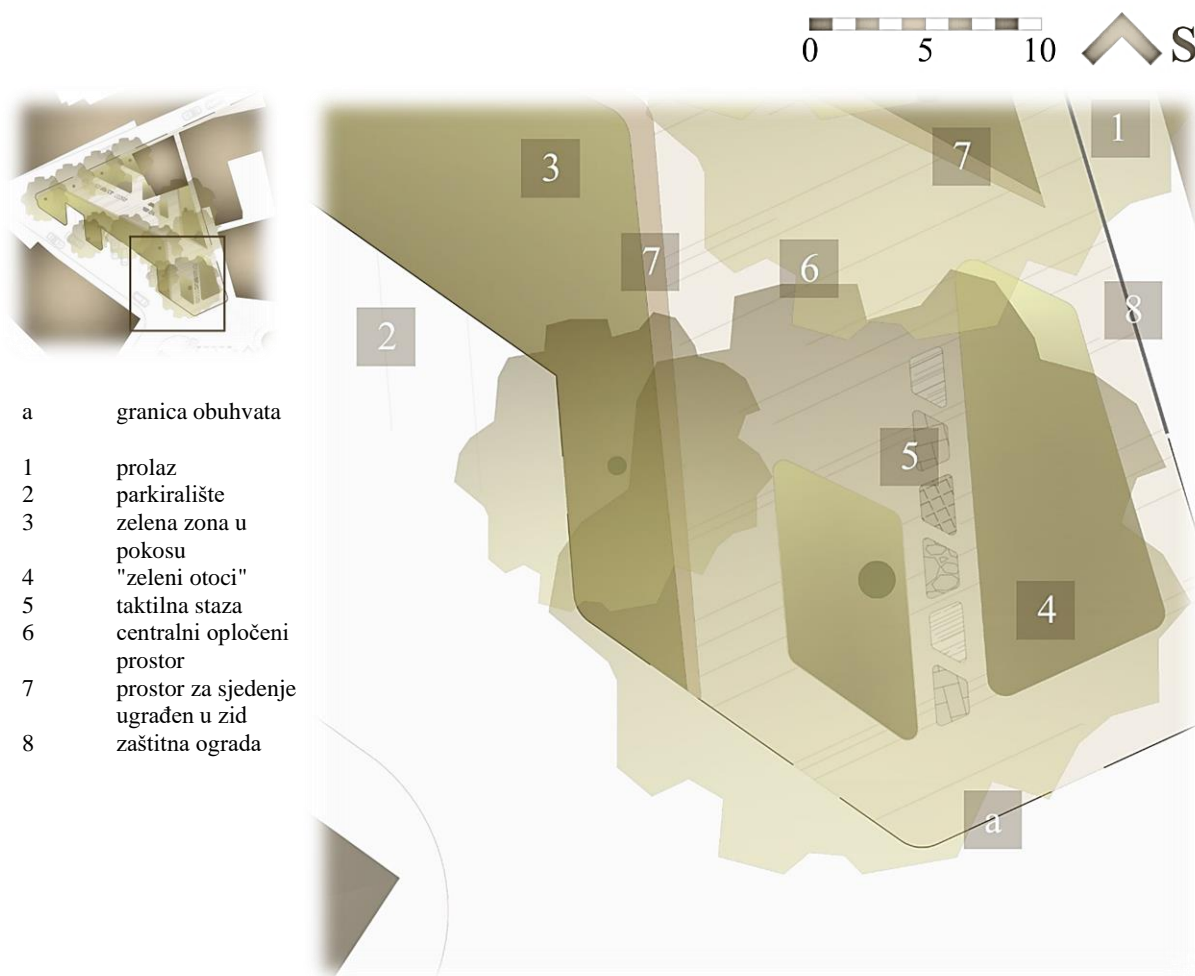 0 5 10 S
3
1
7
7
6
8
2
5
4
a
a granica obuhvata
1 prolaz
2 parkiralište
3 zelena zona u
pokosu
4 "zeleni otoci"
5 taktilna staza
6 centralni opločeni
prostor
7 prostor za sjedenje
ugrađen u zid
8 zaštitna ograda